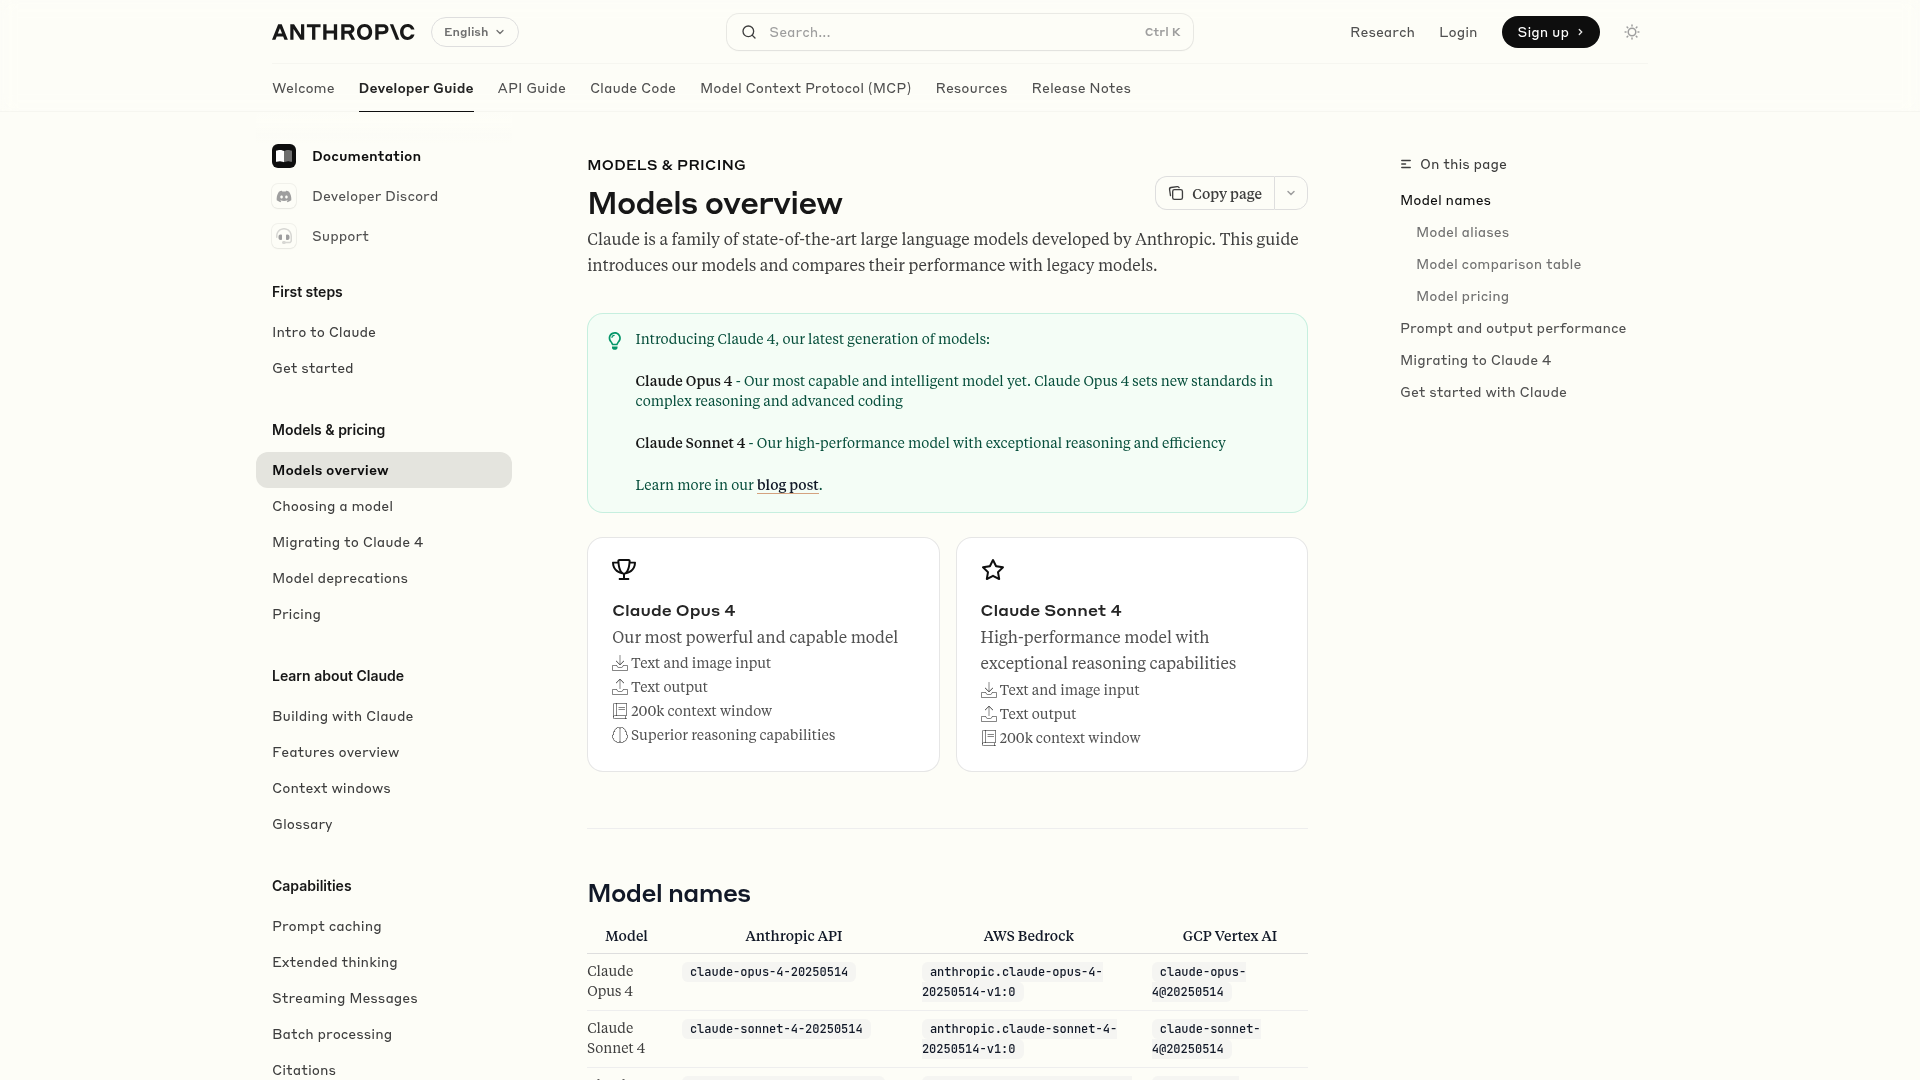 ANTHROP\C
English
Search...
Ctrl K
Research
Login
Sign up
Welcome
Developer Guide
API Guide
Claude Code
Model Context Protocol (MCP)
Resources
Release Notes
Documentation
Developer Discord
Support
First steps
Intro to Claude
Get started
Models & pricing
Models overview
Choosing a model
Migrating to Claude 4
Model deprecations
Pricing
Learn about Claude
Building with Claude
Features overview
Context windows
Glossary
Capabilities
Prompt caching
Extended thinking
Streaming Messages
Batch processing
Citations
MODELS & PRICING
Models overview
Copy page
Claude is a family of state-of-the-art large language models developed by Anthropic. This guide
introduces our models and compares their performance with legacy models.
Introducing Claude 4, our latest generation of models:
Claude Opus 4 - Our most capable and intelligent model yet. Claude Opus 4 sets new standards in
complex reasoning and advanced coding
Claude Sonnet 4 - Our high-performance model with exceptional reasoning and efficiency
Learn more in our blog post.
Claude Opus 4
Our most powerful and capable model
Text and image input
Text output
200k context window
Superior reasoning capabilities
Claude Sonnet 4
High-performance model with
exceptional reasoning capabilities
Text and image input
Text output
200k context window
Model names
Model Anthropic API AWS Bedrock GCP Vertex AI
Claude claude-opus-4-20250514 anthropic.claude-opus-4- claude-opus-
Opus 4 20250514-v1:0 4@20250514
Claude claude-sonnet-4-20250514 anthropic.claude-sonnet-4- claude-sonnet-
Sonnet 4 20250514-v1:0 4@20250514
On this page
Model names
Model aliases
Model comparison table
Model pricing
Prompt and output performance
Migrating to Claude 4
Get started with Claude